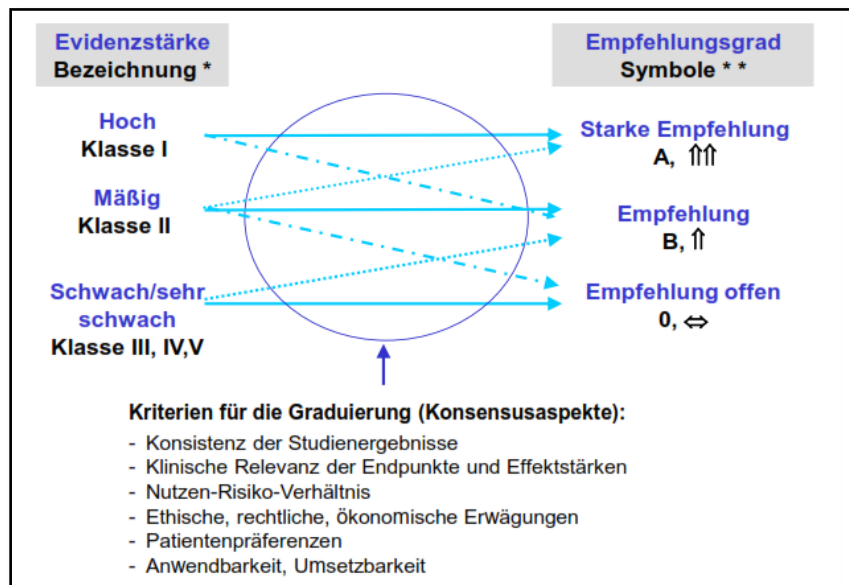 Evidenzstärke
Bezeichnung *
Empfehlungsgrad
Symbole * *
Hoch
Klasse I
Starke Empfehlung
A, ⇑⇑
Mäßig
Klasse II
Empfehlung
B, ⇑
Schwach/sehr
schwach
Klasse III, IV,V
Empfehlung offen
0, ⇔
Kriterien für die Graduierung (Konsensusaspekte):
- Konsistenz der Studienergebnisse
- Klinische Relevanz der Endpunkte und Effektstärken
- Nutzen-Risiko-Verhältnis
- Ethische, rechtliche, ökonomische Erwägungen
- Patientenpräferenzen
- Anwendbarkeit, Umsetzbarkeit